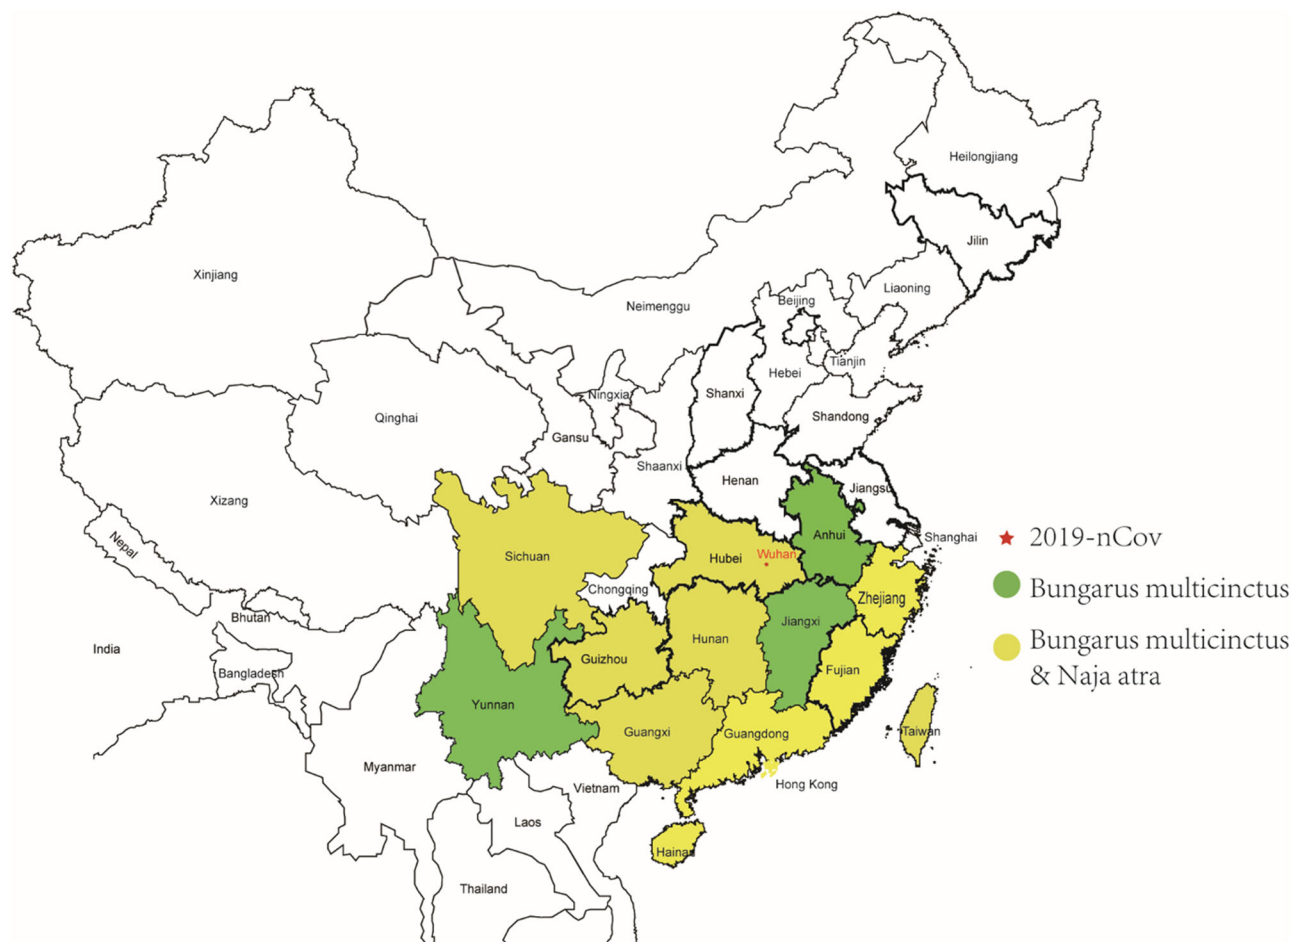 Heilongjiang
Jilin
Xinjiang
Liaoning
Beijing
Neimenggu
Tianjin
Hebei
Ningxia
Shanxi
Shandong
Qinghai
Gansu
Shaanxi
Henan
Jiangsu
Xizang
Anhui
Shanghai
Nepal
Sichuan
Hubei
Wuhan
Chongqing
Zhejiang
Bhutan
Jiangxi
Hunan
India
Guizhou
Fujian
Bangladesh
Yunnan
Guangxi
Guangdong
Taiwan
Myanmar
Hong Kong
Vietnam
Laos
Hainan
Thailand
2019-nCov
Bungarus multicinctus
Bungarus multicinctus
& Naja atra